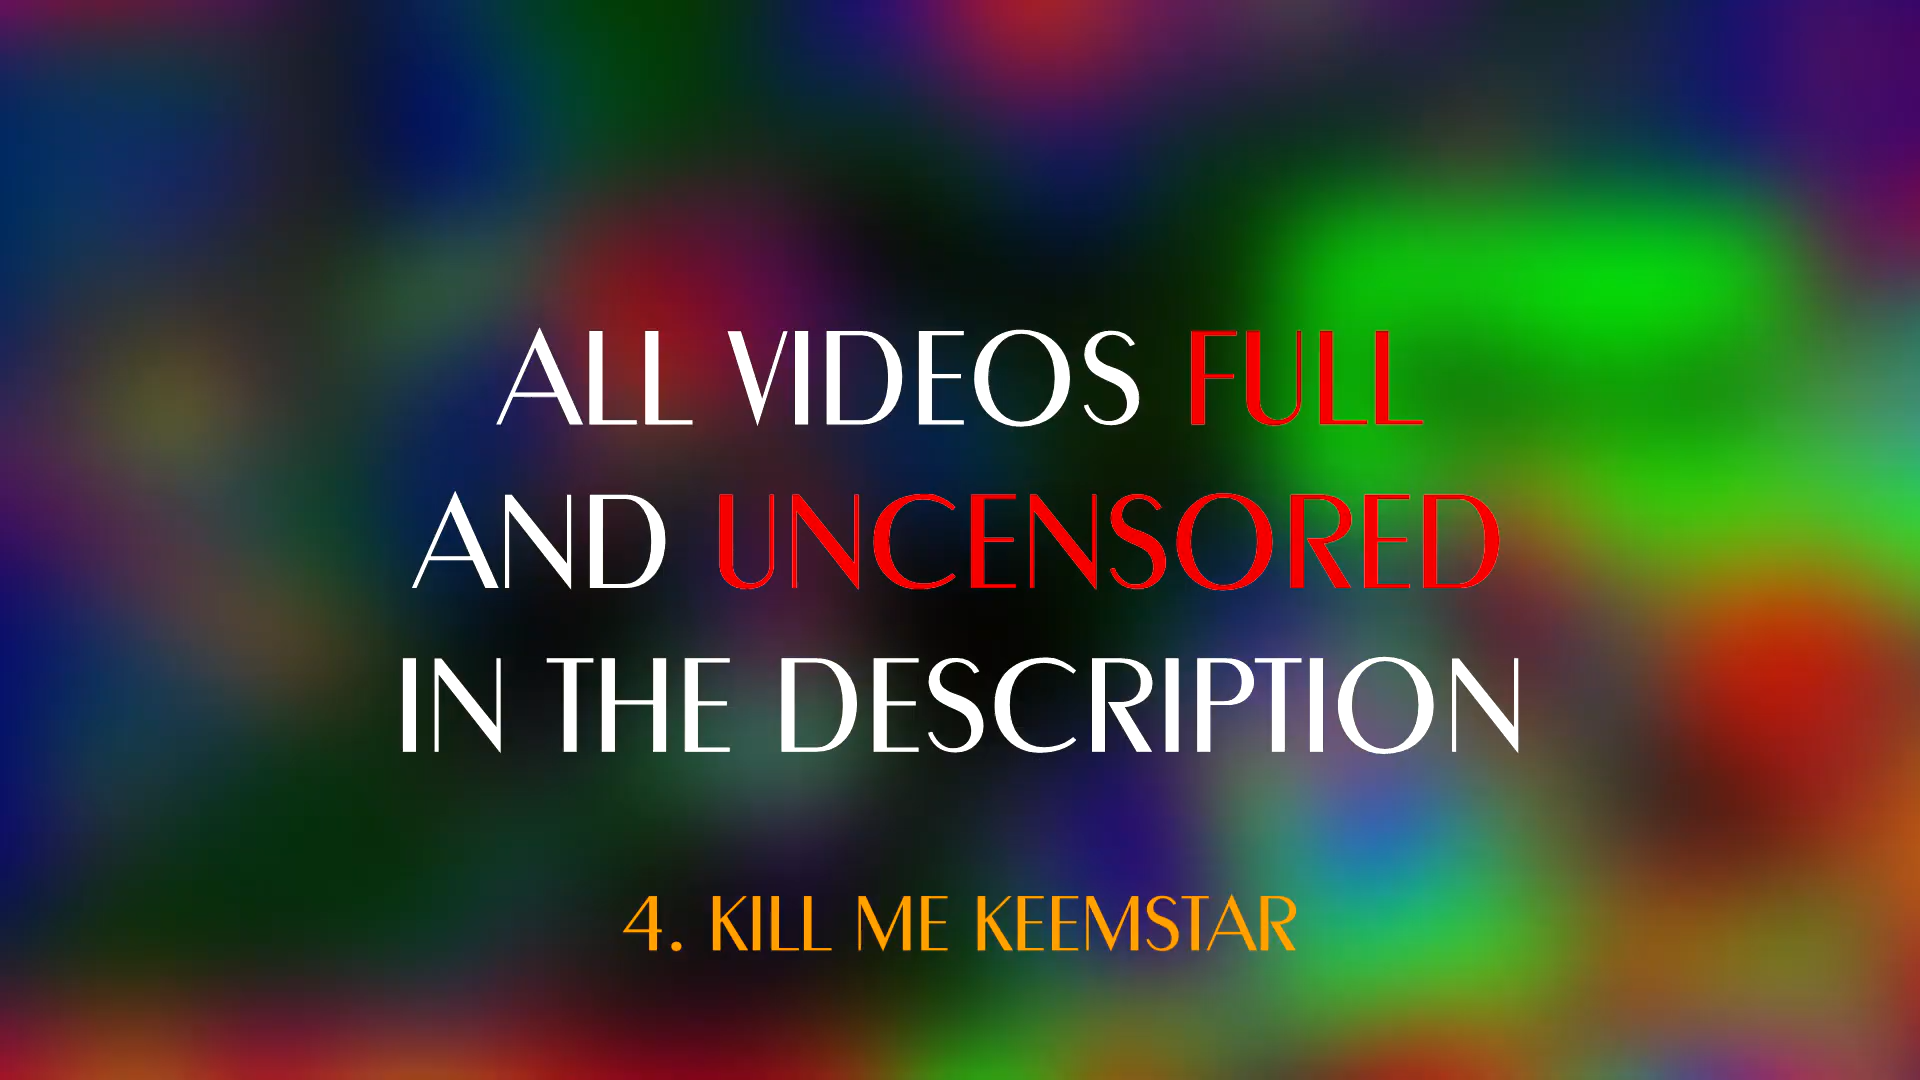 ALL VIDEOS FULL
AND UNCENSORED
IN THE DESCRIPTION
4. KILL ME KEEMSTAR